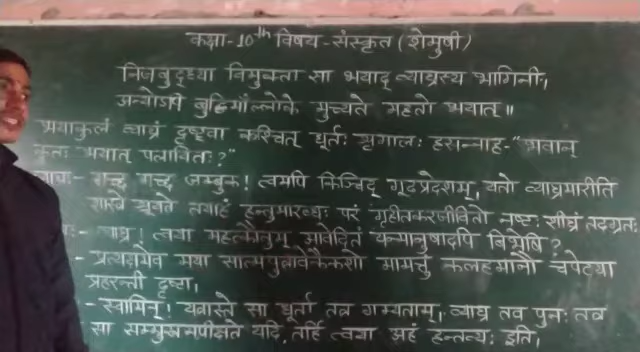 कक्षा-10th विषय-संस्कृत (शेमुषी)
निजबुद्ध्या विमुक्ता सा भयाद् व्याघ्रस्य भामिनी।
अन्योऽपि बुद्धिमाँल्लोके मुच्यते महतो भयात्॥
भयाकुलं व्याघ्रं दृष्ट्वा कश्चित् धूर्तः शृगालः हसन्नाह-"भवान्
कुतः भयात् पलायितः?"
व्याघ्रः- गच्छ गच्छ जम्बुक! त्वमपि किञ्चिद् गूढप्रदेशम्, यतो व्याघ्रमारीति
शास्त्रे श्रूयते तयाहं हन्तुमारब्धः परं गृहीतकरजीवितो नष्टः शीघ्रं तदग्रतः
- व्याघ्र! त्वया महत्कौतुकम् आवेदितं यन्मानुषादपि बिभेषि?
- प्रत्यक्षमेव मया सात्मपुत्रावेकैकशो मामत्तुं कलहमानौ चपेटया
प्रहरन्ती दृष्टा।
- स्वामिन्! यत्रास्ते सा धूर्ता तत्र गम्यताम्। व्याघ्र तव पुनः तत्र
सा सम्मुखमपीक्षते यदि, तर्हि त्वया अहं हन्तव्यः इति।